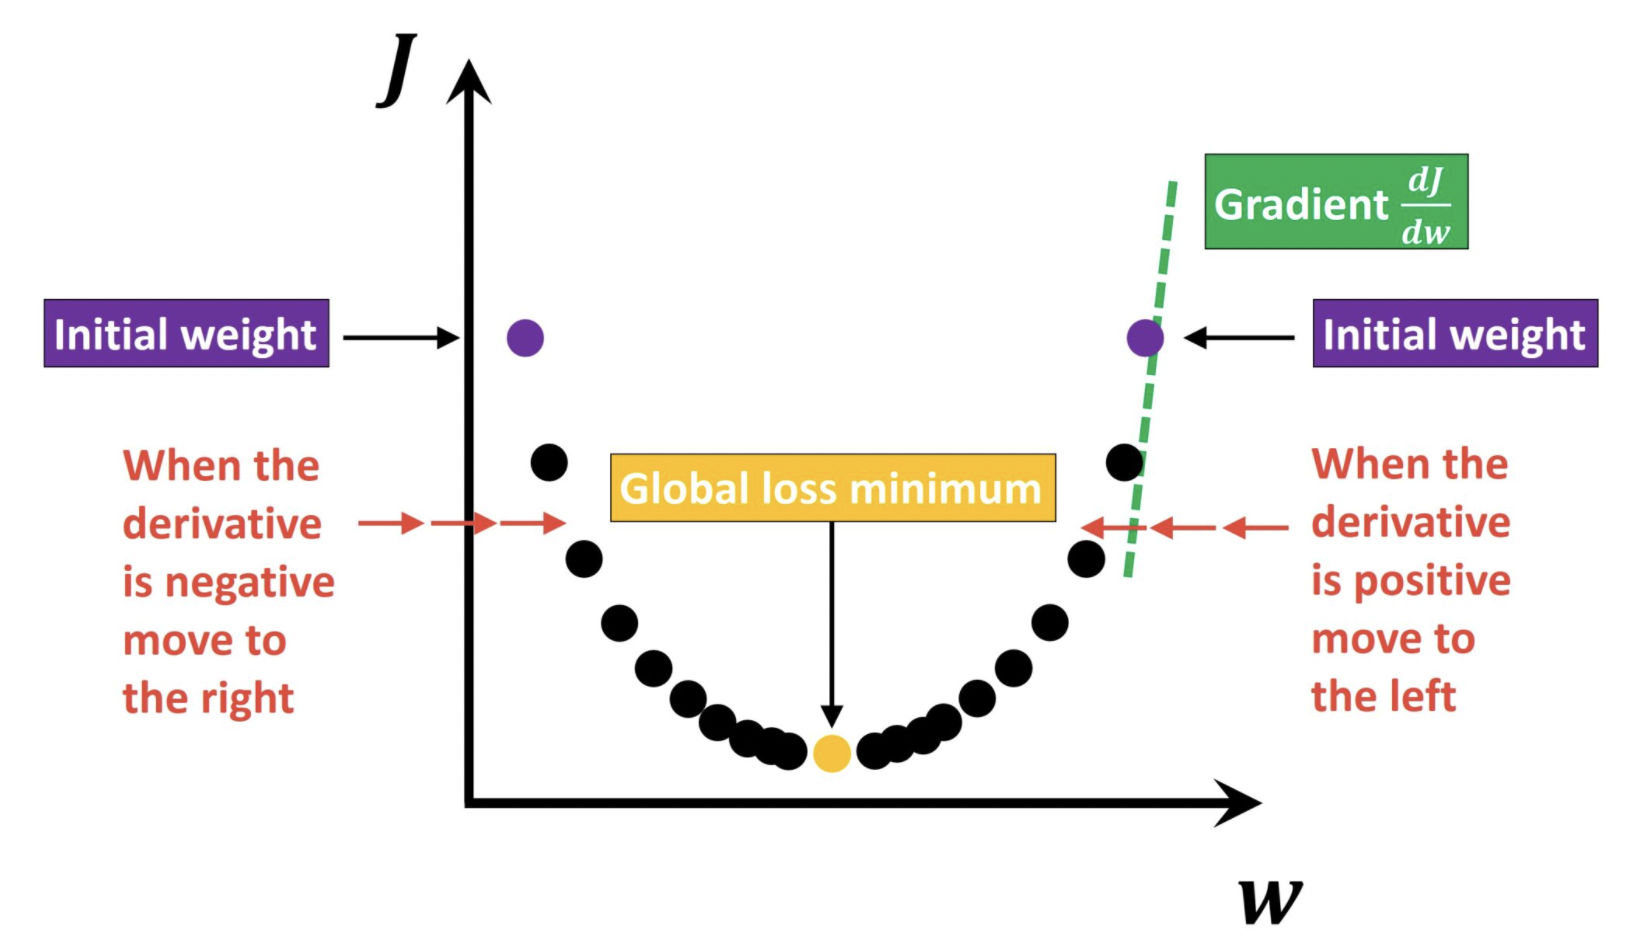 J
Gradient dJ/dw
Initial weight
Initial weight
When the
derivative
is negative
move to
the right
Global loss minimum
When the
derivative
is positive
move to
the left
w